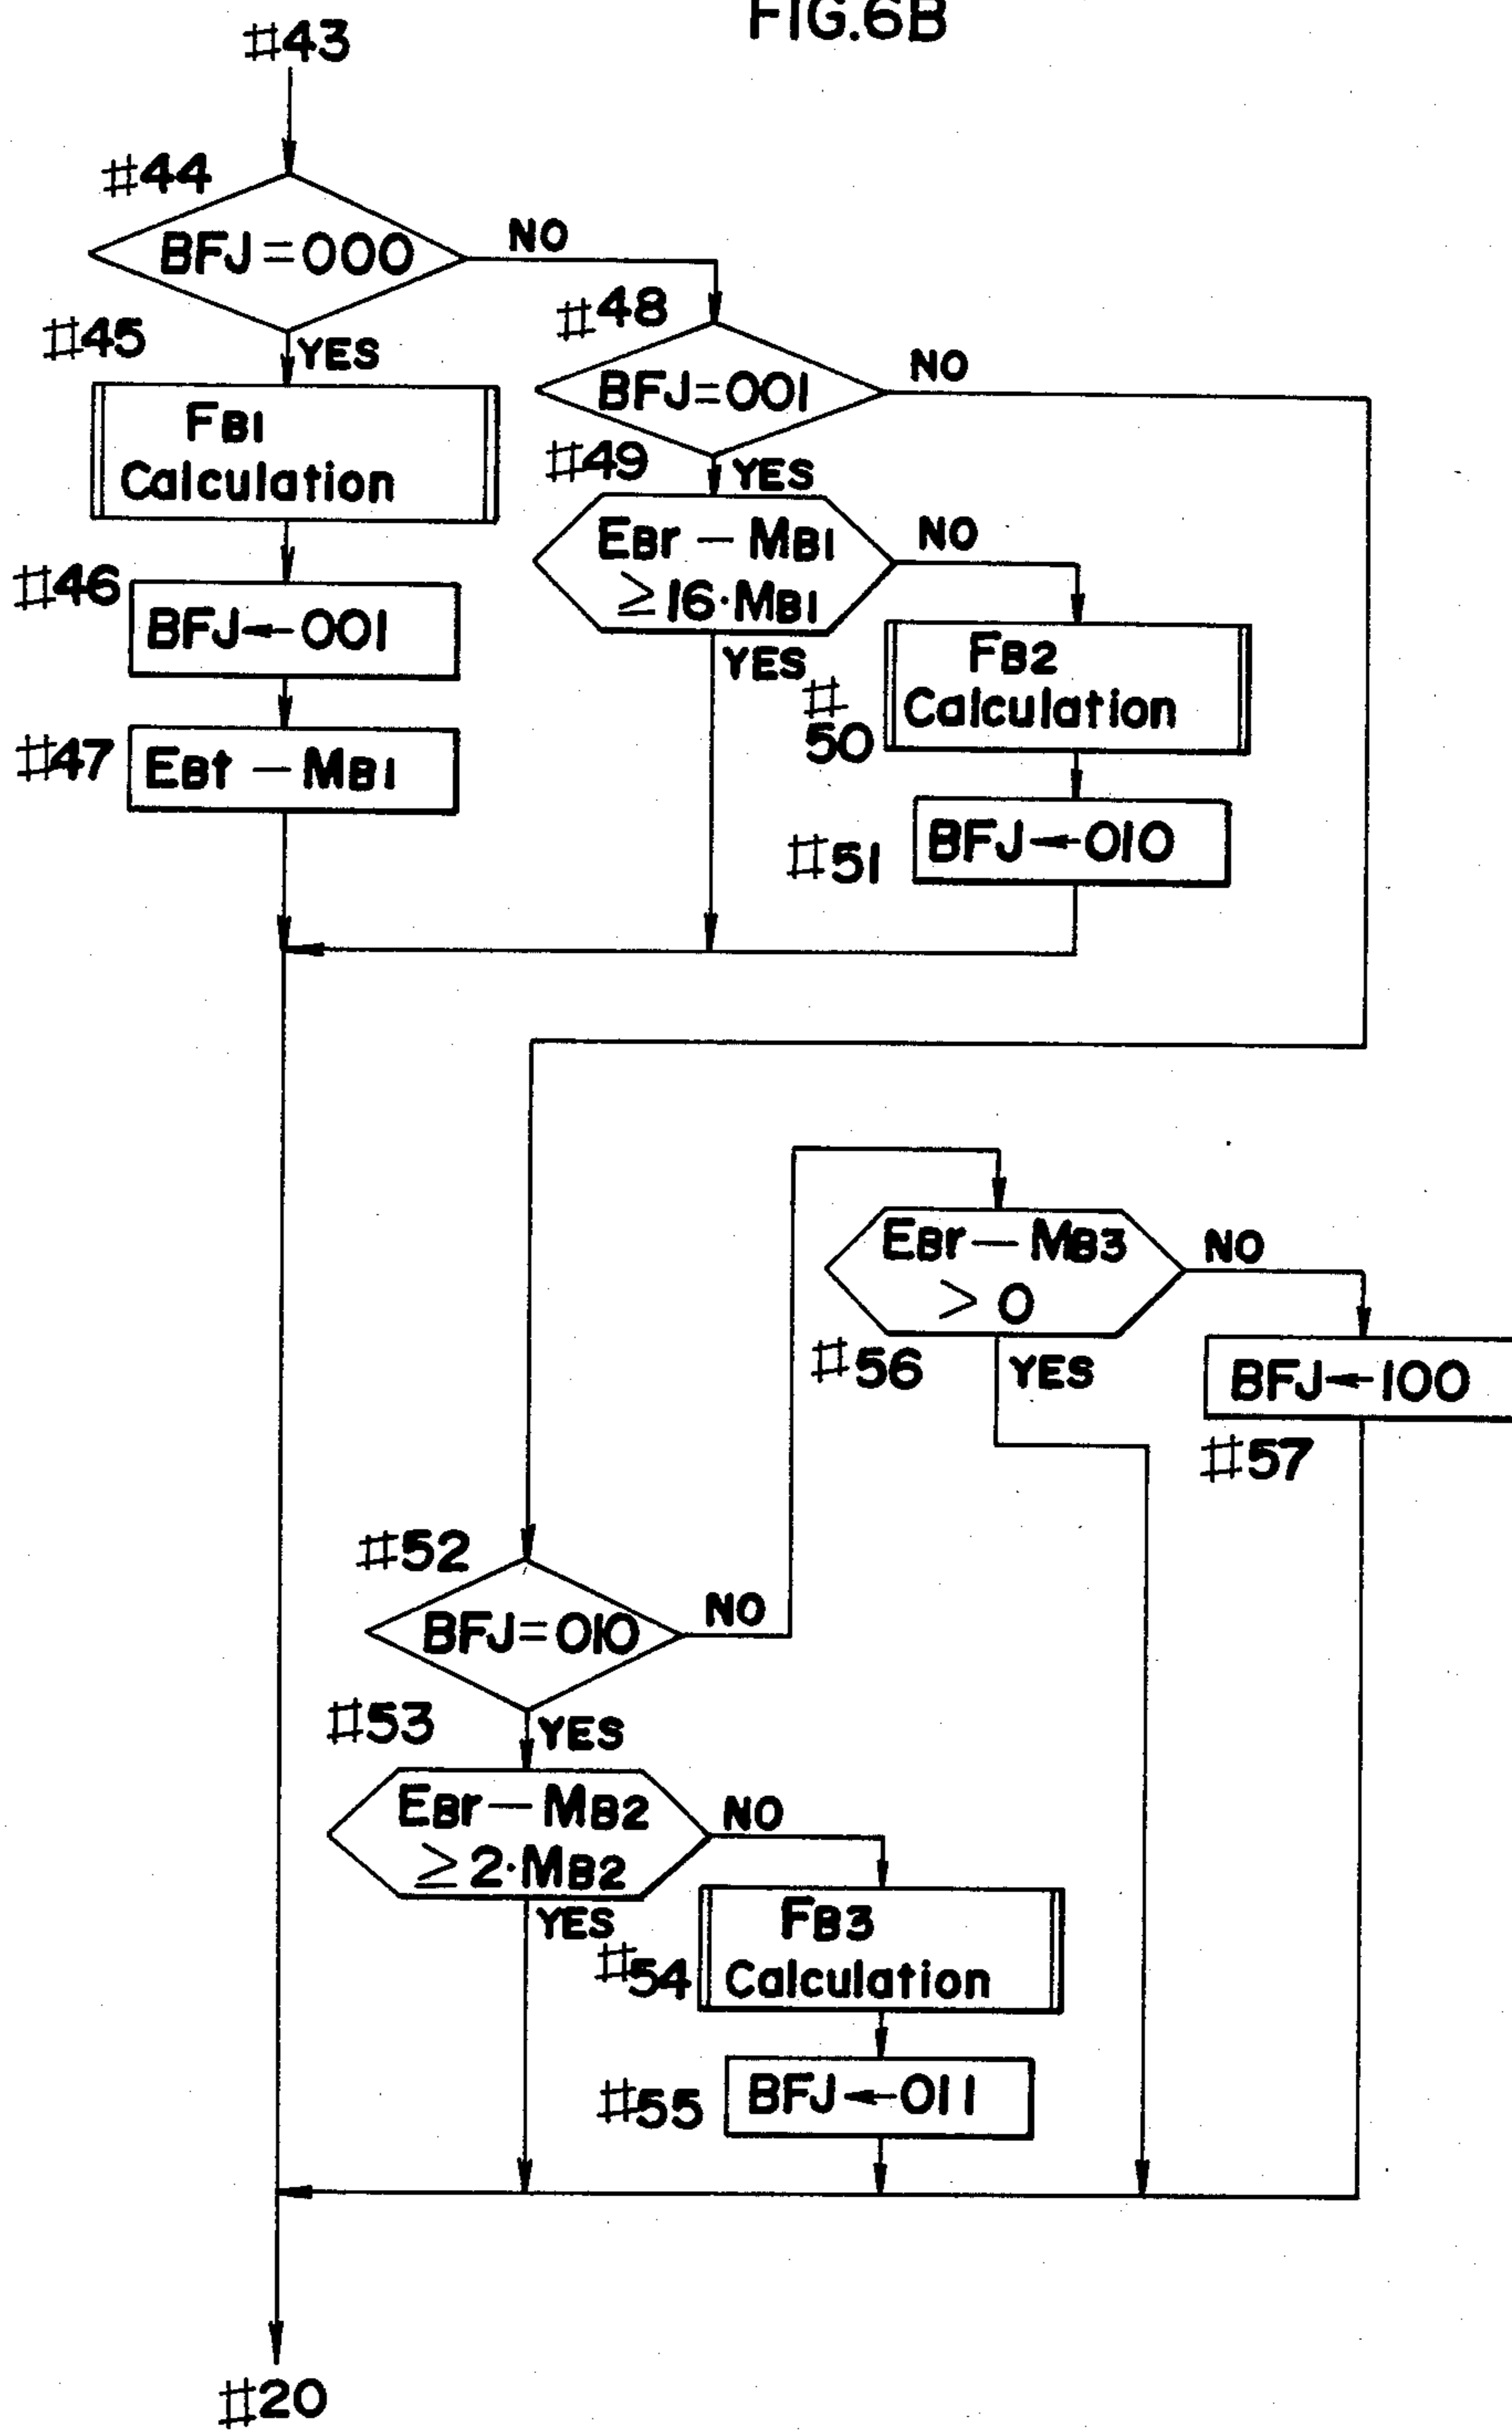 FIG.6B
#43
#44
BFJ=000
NO
#45
YES
FB1
Calculation
#46
BFJ←001
#47
EBt − MB1
#48
BFJ=001
NO
#49
YES
EBr − MB1
≥ 16·MB1
NO
YES
#
50
FB2
Calculation
#51
BFJ←010
EBr − MB3
> 0
NO
#56
YES
BFJ←100
#57
#52
BFJ=010
NO
#53
YES
EBr − MB2
≥ 2·MB2
NO
YES
#54
FB3
Calculation
#55
BFJ←011
#20